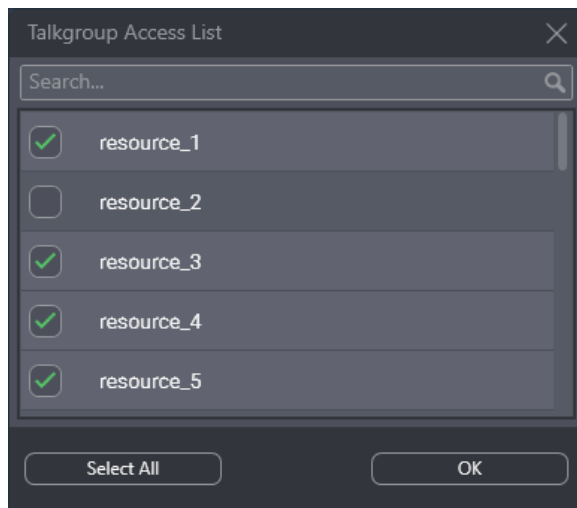 Talkgroup Access List
Search...
resource_1
resource_2
resource_3
resource_4
resource_5
Select All
OK